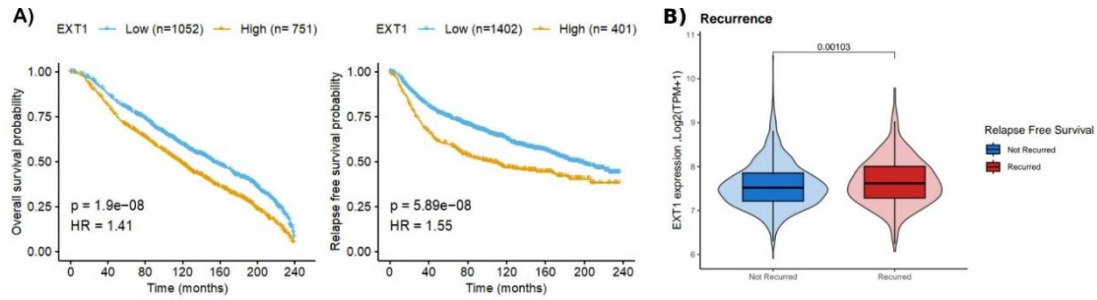 A)
EXT1 Low (n=1052) High (n= 751)
Overall survival probability
1.00
0.75
0.50
0.25
0.00
p = 1.9e−08
HR = 1.41
0 40 80 120 160 200 240
Time (months)
EXT1 Low (n=1402) High (n= 401)
Relapse free survival probability
1.00
0.75
0.50
0.25
0.00
p = 5.89e−08
HR = 1.55
0 40 80 120 160 200 240
Time (months)
B) Recurrence
EXT1 expression ,Log2(TPM+1)
11
10
9
8
7
6
0.00103
Not Recurred Recurred
Relapse Free Survival
Not Recurred
Recurred